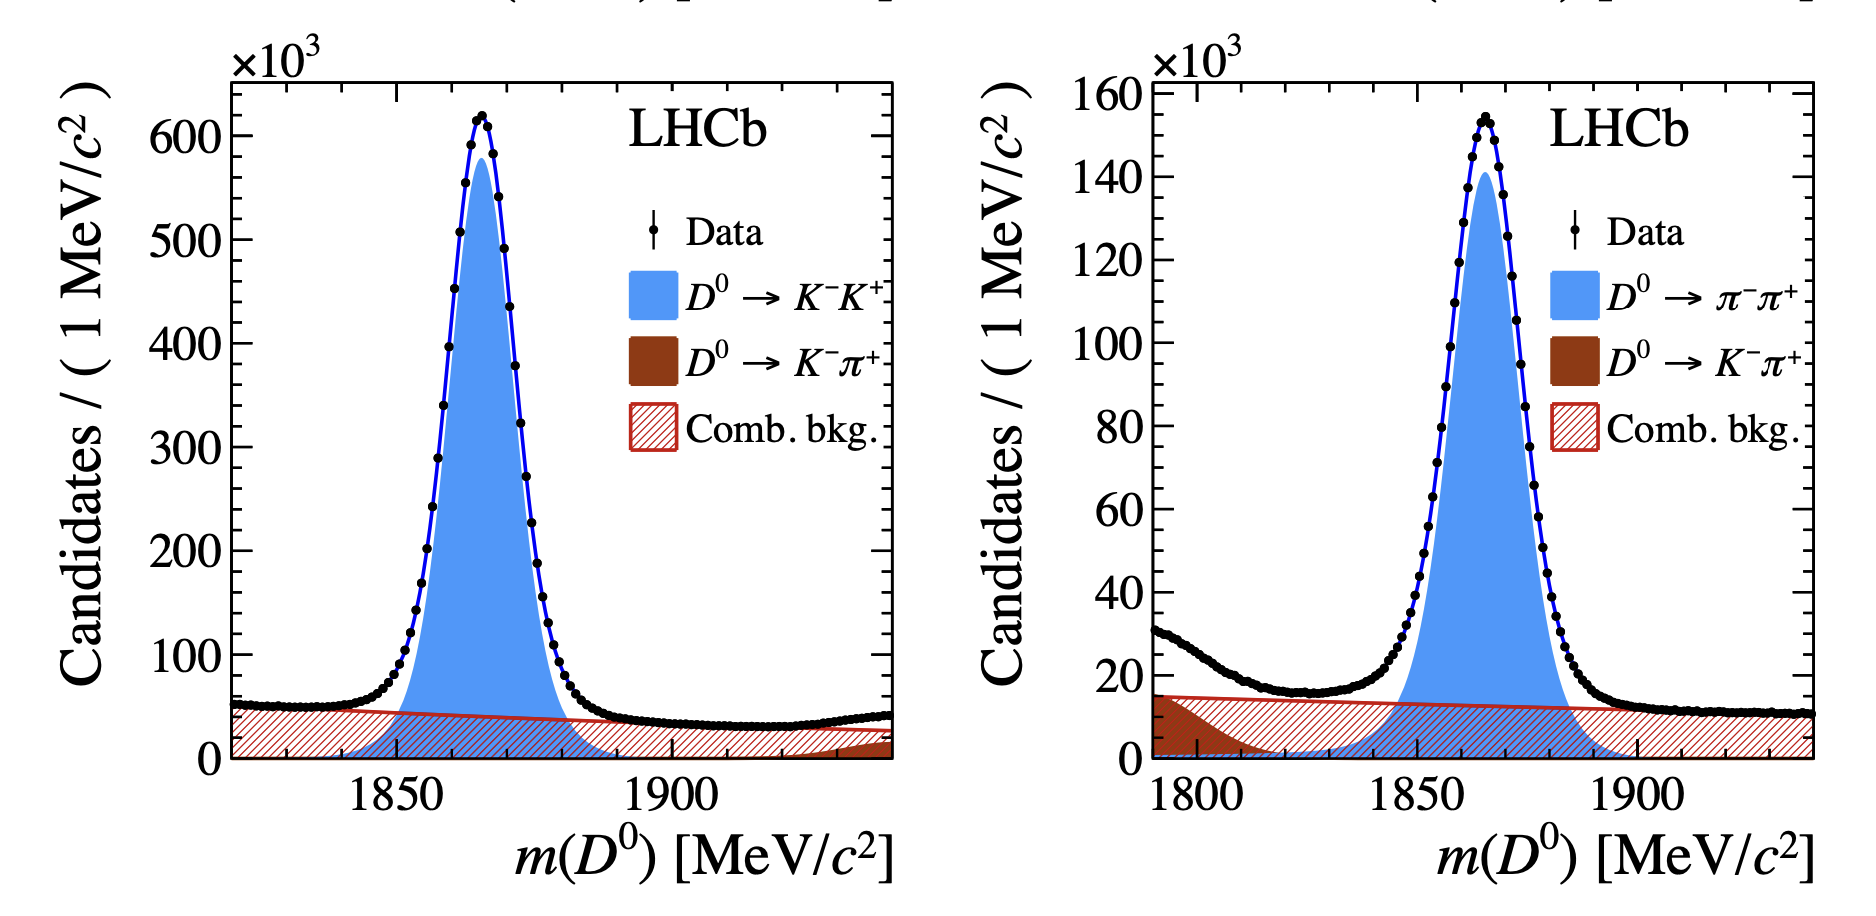 ×10³
LHCb
Data
D⁰ → K⁻K⁺
D⁰ → K⁻π⁺
Comb. bkg.
600
500
400
300
200
100
0
1850
1900
Candidates / ( 1 MeV/c² )
m(D⁰) [MeV/c²]
×10³
LHCb
Data
D⁰ → π⁻π⁺
D⁰ → K⁻π⁺
Comb. bkg.
160
140
120
100
80
60
40
20
0
1800
1850
1900
Candidates / ( 1 MeV/c² )
m(D⁰) [MeV/c²]